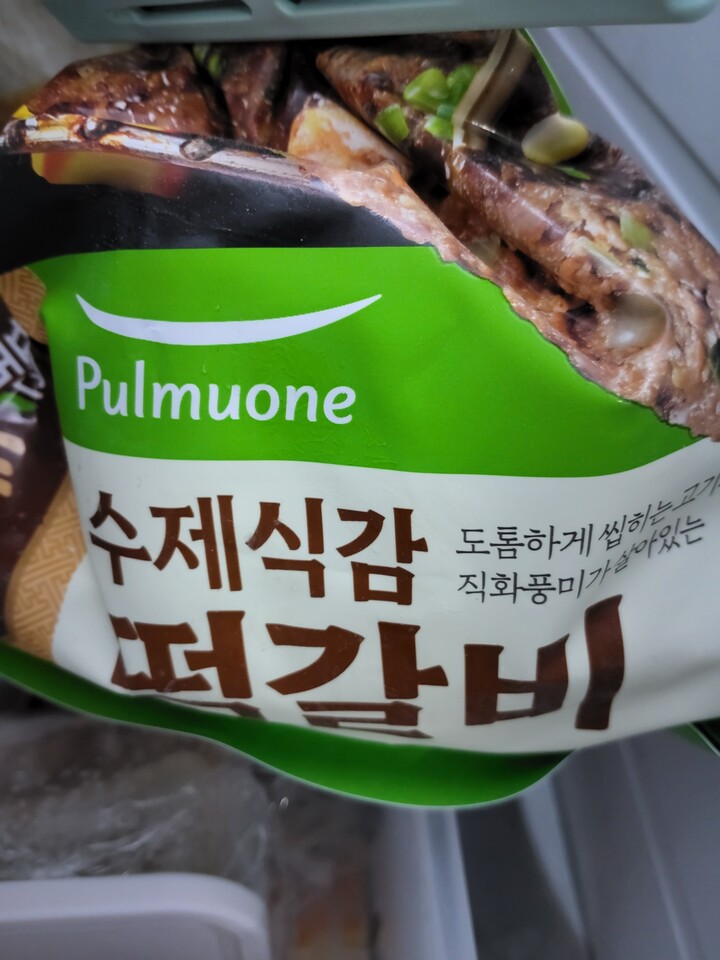 Pulmuone
수제식감
떡갈비
도톰하게 씹히는 고기
직화풍미가 살아있는